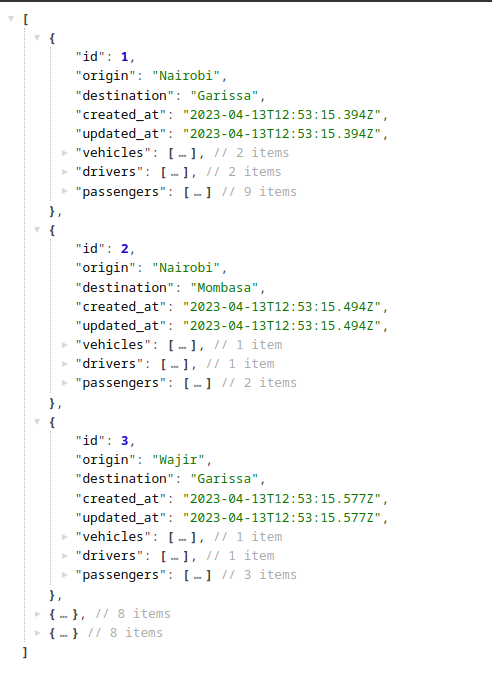 [
{
"id": 1,
"origin": "Nairobi",
"destination": "Garissa",
"created_at": "2023-04-13T12:53:15.394Z",
"updated_at": "2023-04-13T12:53:15.394Z",
"vehicles": […], // 2 items
"drivers": […], // 2 items
"passengers": […] // 9 items
},
{
"id": 2,
"origin": "Nairobi",
"destination": "Mombasa",
"created_at": "2023-04-13T12:53:15.494Z",
"updated_at": "2023-04-13T12:53:15.494Z",
"vehicles": […], // 1 item
"drivers": […], // 1 item
"passengers": […] // 2 items
},
{
"id": 3,
"origin": "Wajir",
"destination": "Garissa",
"created_at": "2023-04-13T12:53:15.577Z",
"updated_at": "2023-04-13T12:53:15.577Z",
"vehicles": […], // 1 item
"drivers": […], // 1 item
"passengers": […] // 3 items
},
{…}, // 8 items
{…} // 8 items
]